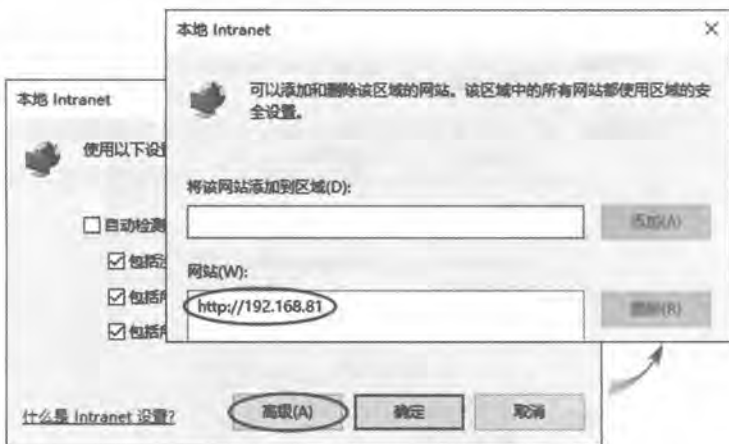 本地 Intranet
可以添加和删除该区域的网站。该区域中的所有网站都使用区域的安
全设置。
将该网站添加到区域(D):
添加(A)
网站(W):
http://192.168.81
删除(R)
本地 Intranet
使用以下设
自动检测
包括
包括所
包括所
什么是 Intranet 设置?
高级(A)
确定
取消